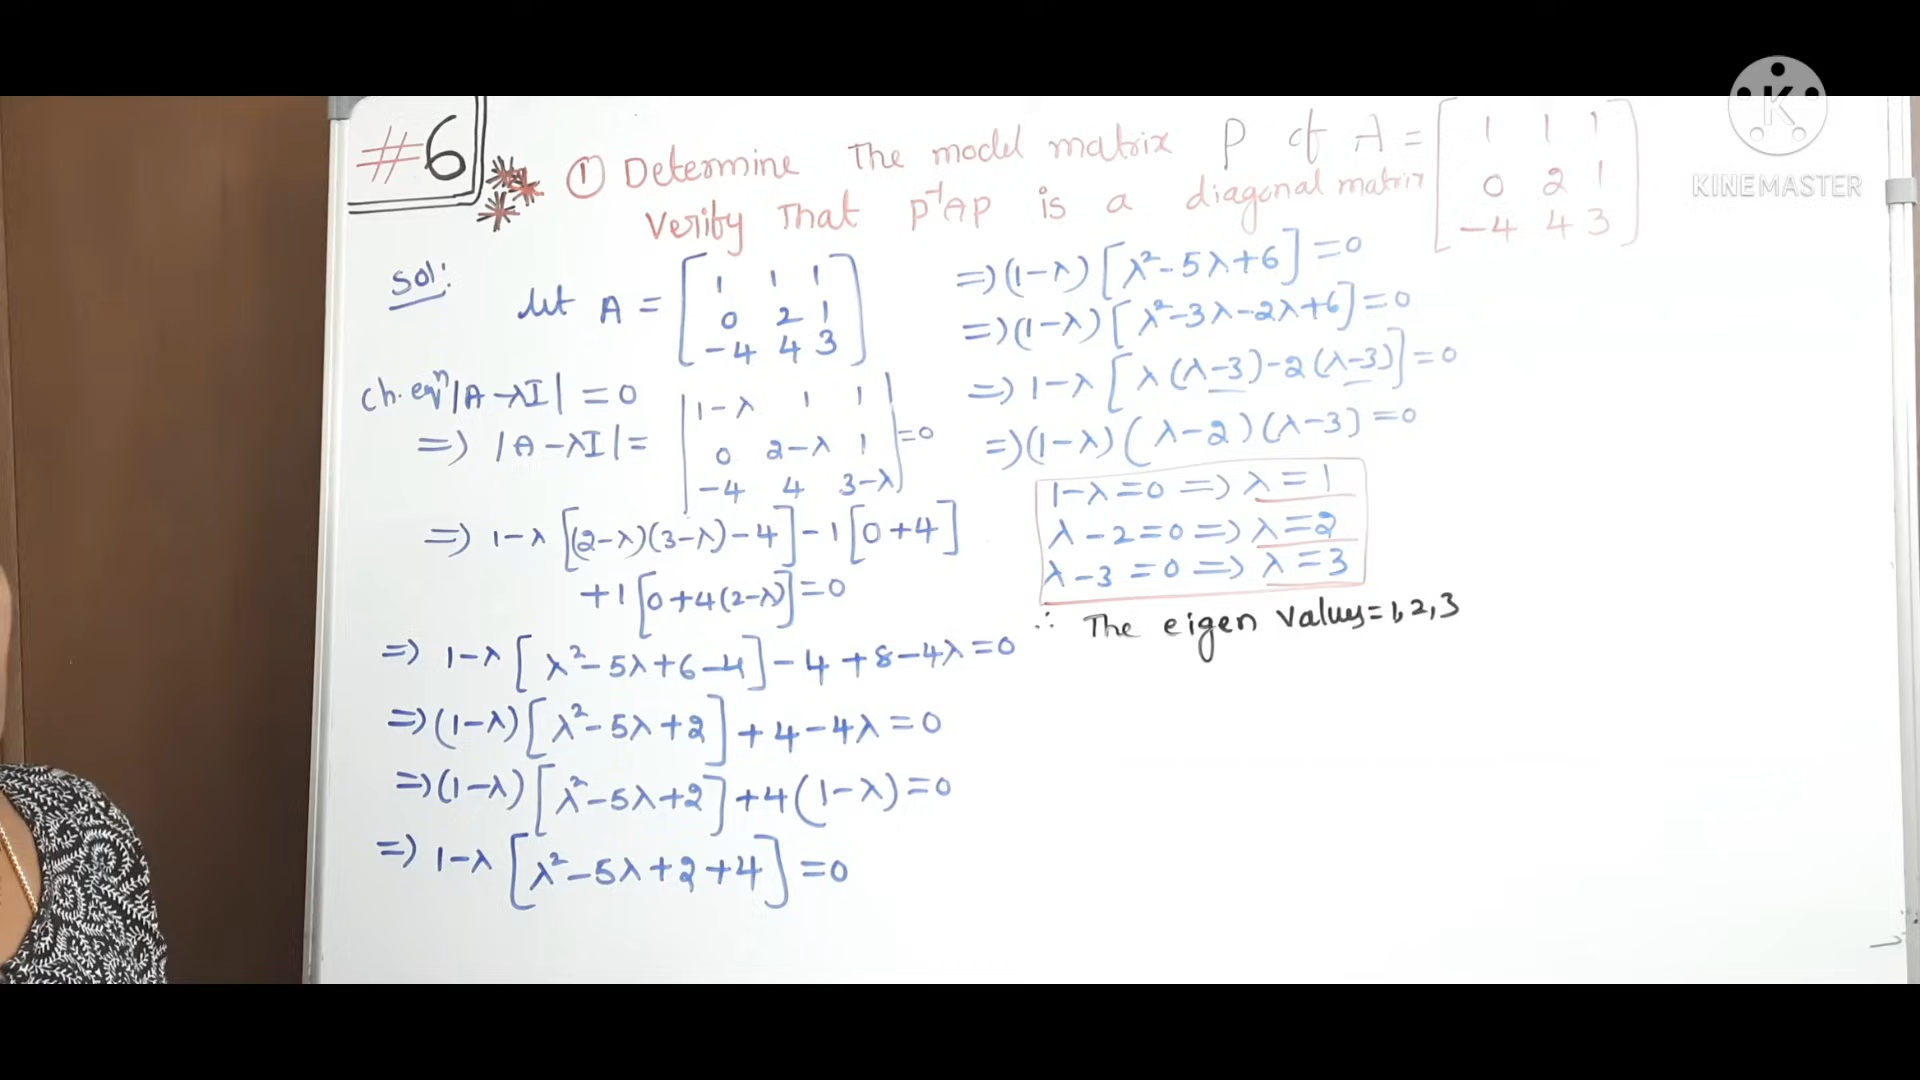 #6
① Determine The model matrix P of A = [1 1 1
0 2 1
-4 4 3]
Verify That p⁻¹AP is a diagonal matrix
KINEMASTER
Sol:
let A = [1 1 1
0 2 1
-4 4 3]
ch. eqⁿ |A-λI| = 0
=> |A-λI| = |1-λ 1 1
0 2-λ 1
-4 4 3-λ| =0
=> 1-λ [(2-λ)(3-λ)-4] -1 [0+4]
+1 [0+4(2-λ)] =0
=> 1-λ [λ²-5λ+6-4] -4+8-4λ=0
=> (1-λ) [λ²-5λ+2] +4-4λ=0
=> (1-λ) [λ²-5λ+2] +4(1-λ)=0
=> 1-λ [λ²-5λ+2+4] =0
=> (1-λ) [λ²-5λ+6] =0
=> (1-λ) [λ²-3λ-2λ+6] =0
=> 1-λ [λ(λ-3)-2(λ-3)] =0
=> (1-λ) (λ-2) (λ-3) =0
1-λ=0 => λ=1
λ-2=0 => λ=2
λ-3=0 => λ=3
∴ The eigen values=1,2,3